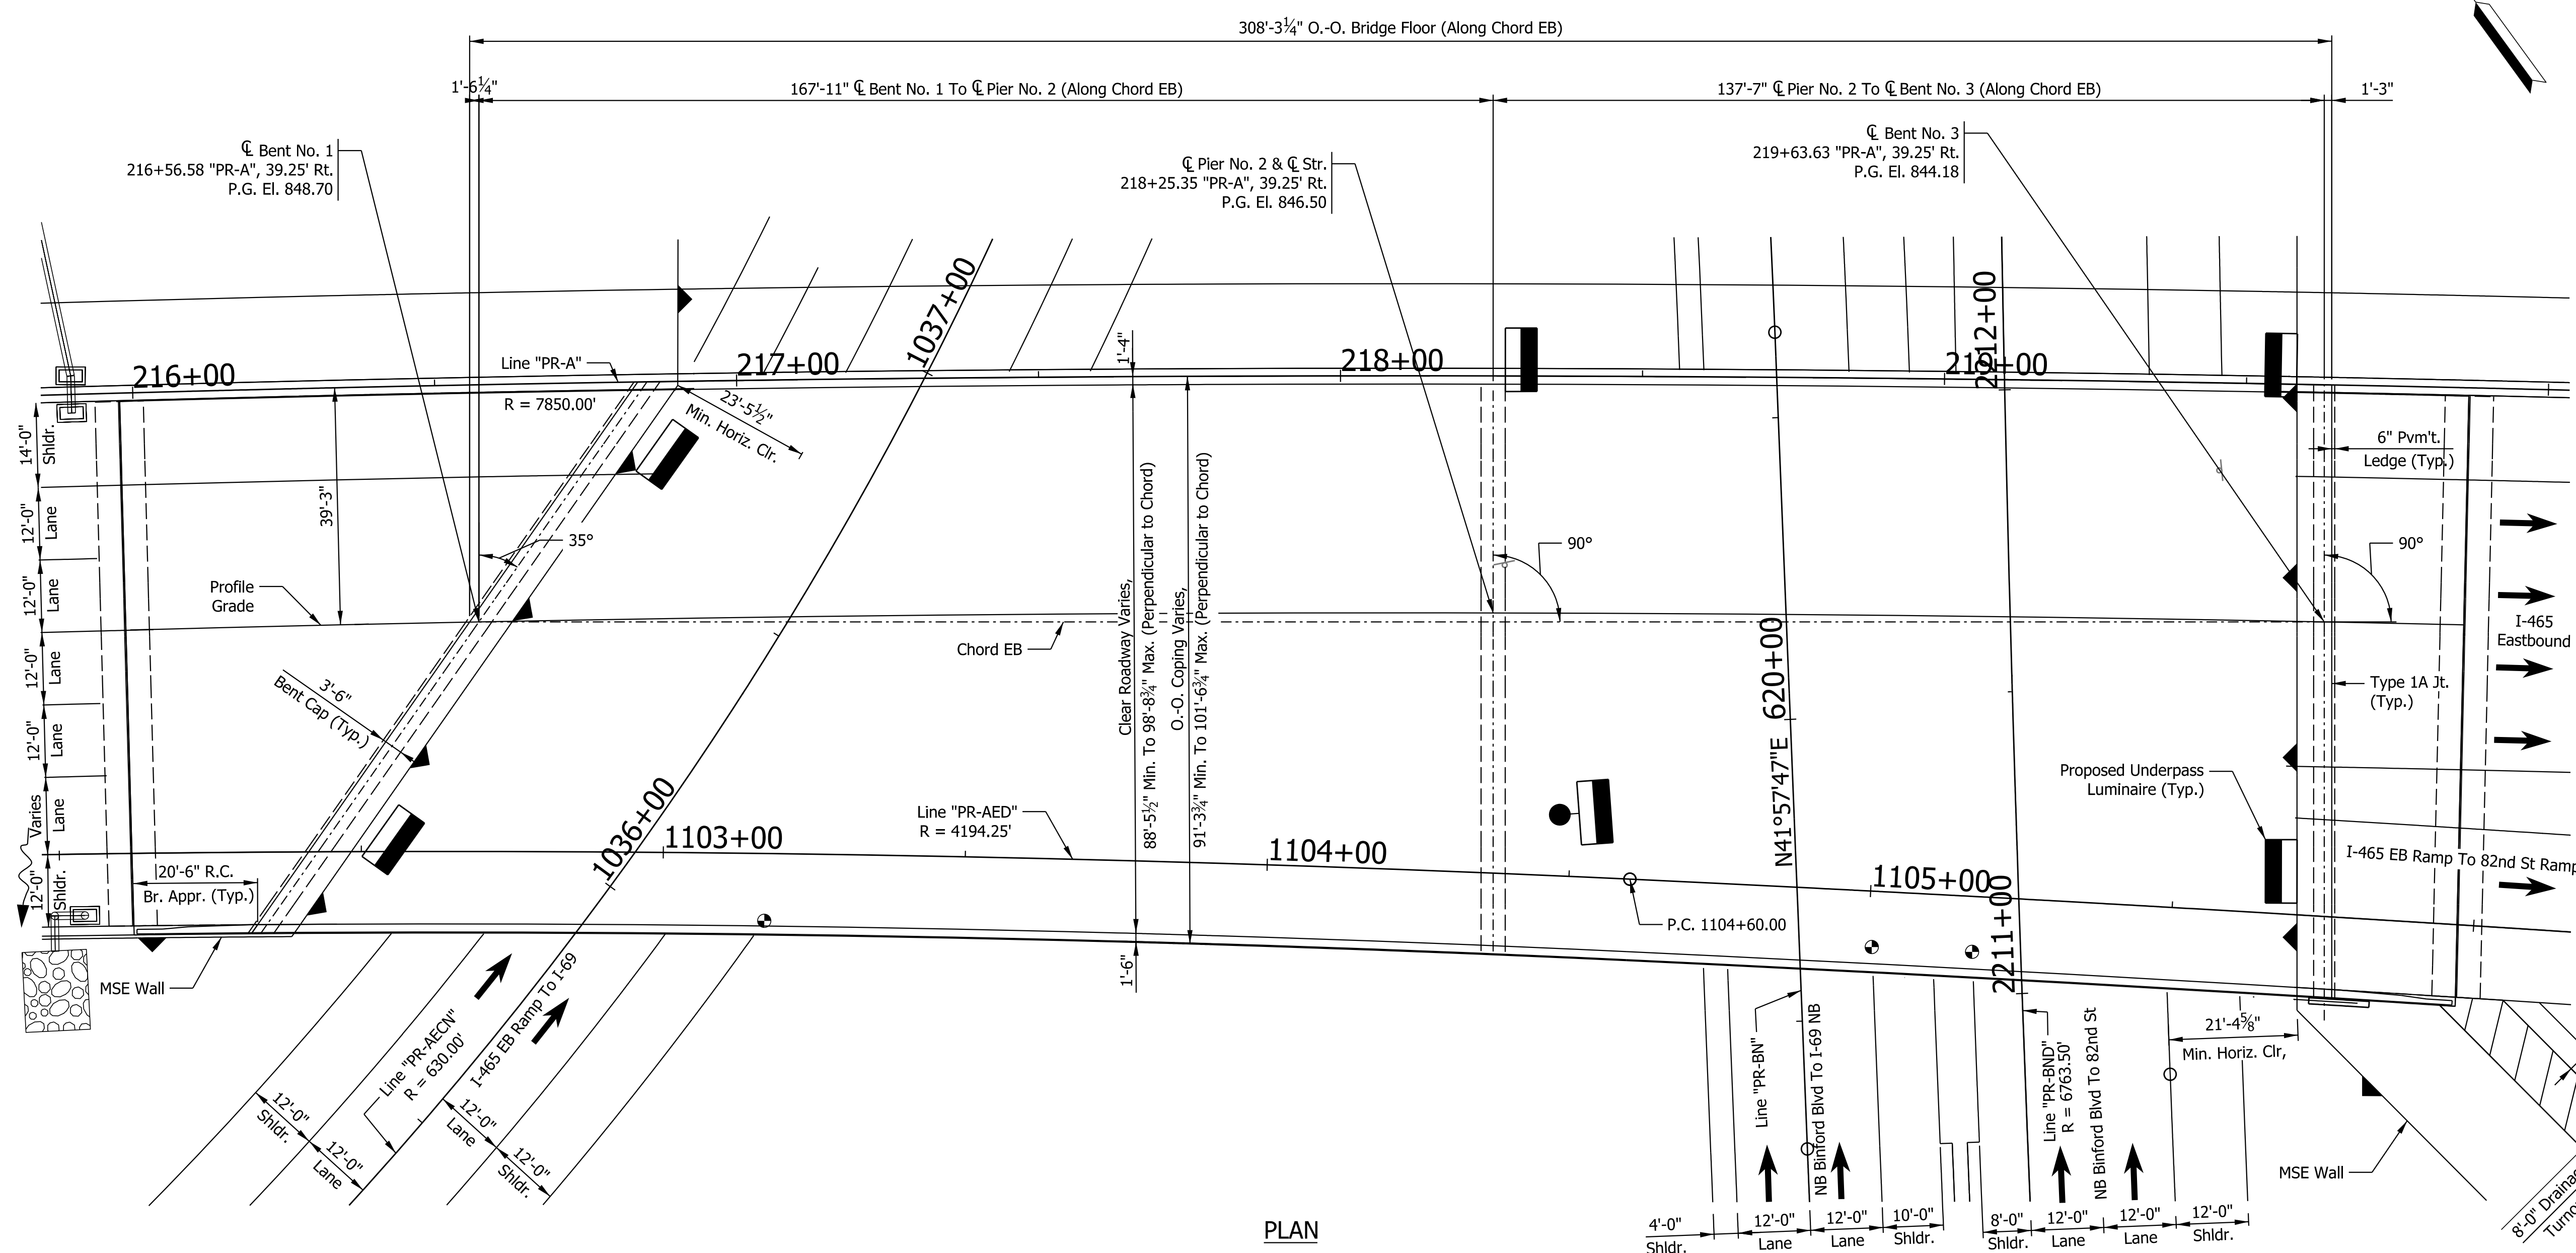 308'-3¼" O.-O. Bridge Floor (Along Chord EB)
1'-6¼"
167'-11" ℄ Bent No. 1 To ℄ Pier No. 2 (Along Chord EB)
137'-7" ℄ Pier No. 2 To ℄ Bent No. 3 (Along Chord EB)
1'-3"
℄ Bent No. 1
216+56.58 "PR-A", 39.25' Rt.
P.G. El. 848.70
℄ Pier No. 2 & ℄ Str.
218+25.35 "PR-A", 39.25' Rt.
P.G. El. 846.50
℄ Bent No. 3
219+63.63 "PR-A", 39.25' Rt.
P.G. El. 844.18
216+00
Line "PR-A"
R = 7850.00'
217+00
1037+00
1'-4"
218+00
2212+00
219+00
23'-5½"
Min. Horiz. Clr.
14'-0"
Shldr.
12'-0"
Lane
12'-0"
Lane
12'-0"
Lane
12'-0"
Lane
Varies
Lane
12'-0"
Shldr.
39'-3"
35°
Profile
Grade
3'-6"
Bent Cap (Typ.)
Chord EB
Clear Roadway Varies,
88'-5½" Min. To 98'-8¾" Max. (Perpendicular to Chord)
O.-O. Coping Varies,
91'-3¾" Min. To 101'-6¾" Max. (Perpendicular to Chord)
90°
90°
6" Pvm't.
Ledge (Typ.)
I-465
Eastbound
Type 1A Jt.
(Typ.)
N41°57'47"E 620+00
Proposed Underpass
Luminaire (Typ.)
I-465 EB Ramp To 82nd St Ramp
20'-6" R.C.
Br. Appr. (Typ.)
1036+00
1103+00
Line "PR-AED"
R = 4194.25'
1104+00
1105+00
2211+00
P.C. 1104+60.00
1'-6"
MSE Wall
Line "PR-AECN"
R = 630.00'
I-465 EB Ramp To I-69
12'-0"
Shldr.
12'-0"
Lane
12'-0"
Lane
12'-0"
Shldr.
Line "PR-BN"
NB Binford Blvd To I-69 NB
Line "PR-BND"
R = 6763.50'
NB Binford Blvd To 82nd St
21'-4⅝"
Min. Horiz. Clr,
MSE Wall
4'-0"
Shldr.
12'-0"
Lane
12'-0"
Lane
10'-0"
Shldr.
8'-0"
Shldr.
12'-0"
Lane
12'-0"
Lane
12'-0"
Shldr.
8'-0"
PLAN